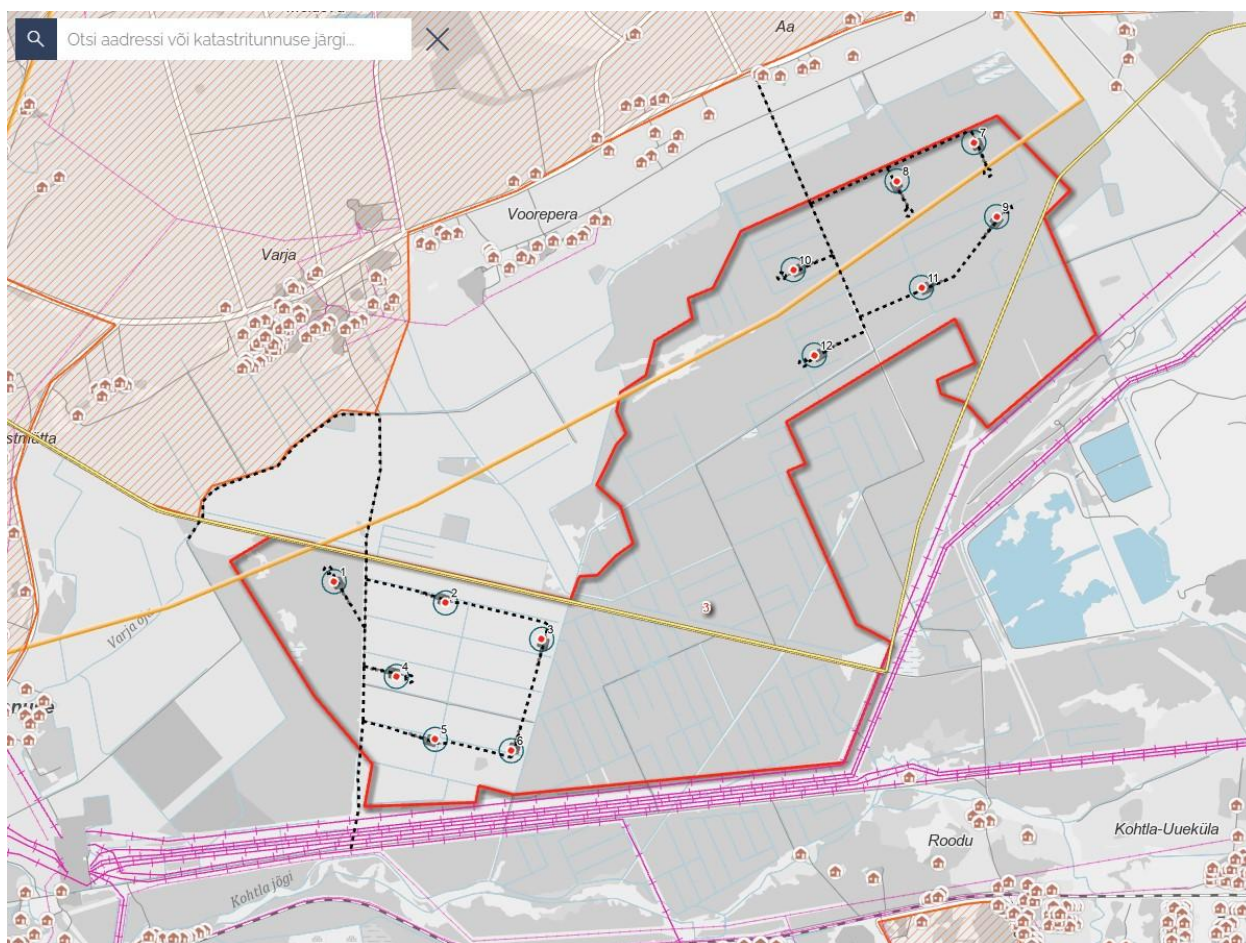 Otsi aadressi või katastritunnuse järgi...
Aa
7
8
Voorepera
9
Varja
10
11
12
1
2
3
3
Varja oja
4
5
6
Roodu
Kohtla-Uueküla
Kohtla jõgi